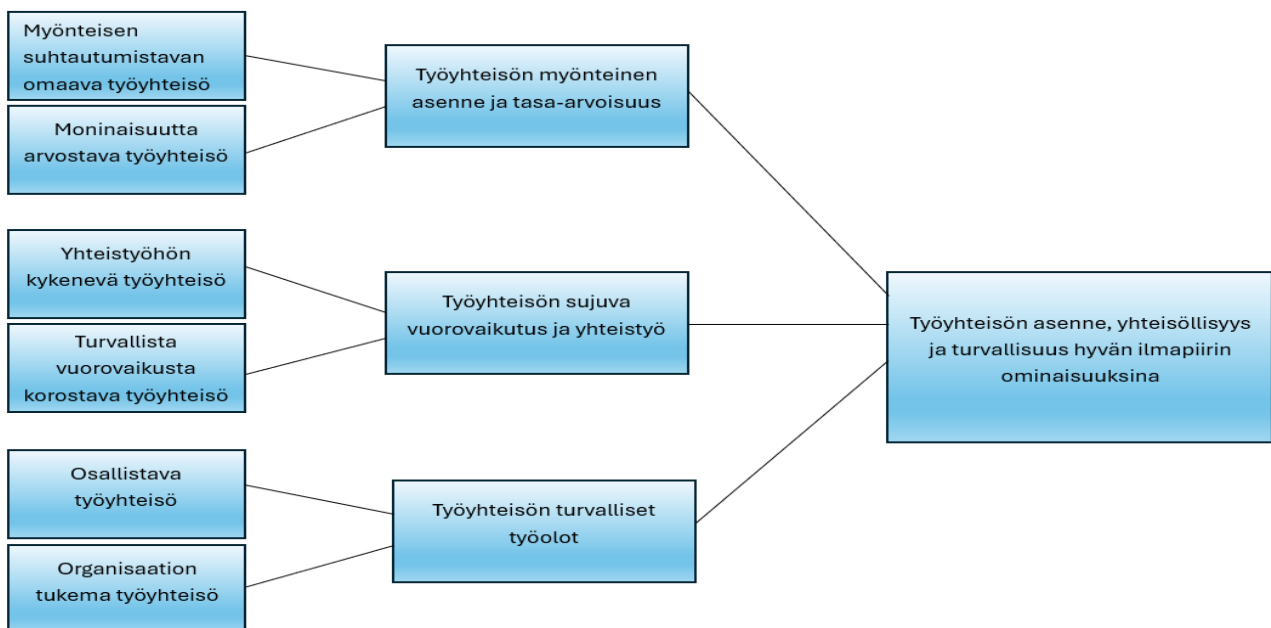 Myönteisen
suhtautumistavan
omaava työyhteisö
Moninaisuutta
arvostava työyhteisö
Työyhteisön myönteinen
asenne ja tasa-arvoisuus
Yhteistyöhön
kykenevä työyhteisö
Turvallista
vuorovaikusta
korostava työyhteisö
Työyhteisön sujuva
vuorovaikutus ja yhteistyö
Osallistava
työyhteisö
Organisaation
tukema työyhteisö
Työyhteisön turvalliset
työolot
Työyhteisön asenne, yhteisöllisyys
ja turvallisuus hyvän ilmapiirin
ominaisuuksina